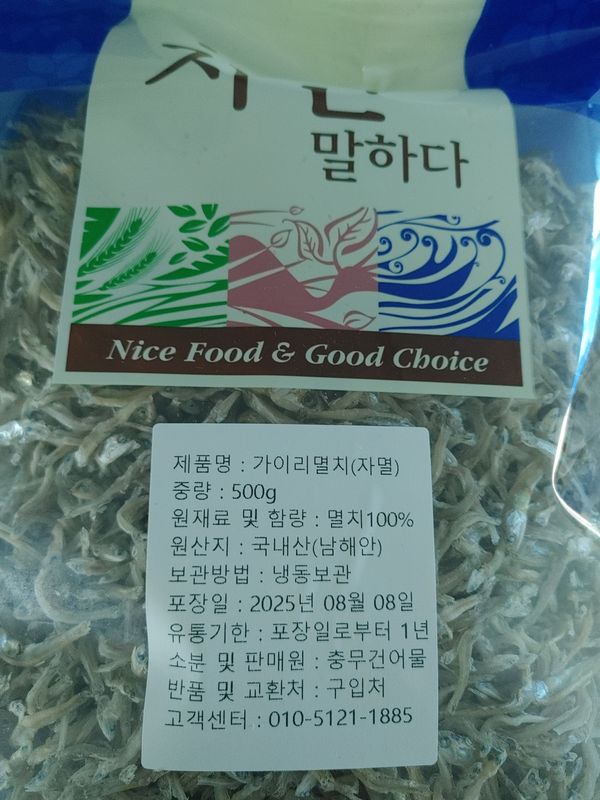 말하다
Nice Food & Good Choice
제품명 : 가이리멸치(자멸)
중량 : 500g
원재료 및 함량 : 멸치100%
원산지 : 국내산(남해안)
보관방법 : 냉동보관
포장일 : 2025년 08월 08일
유통기한 : 포장일로부터 1년
소분 및 판매원 : 충무건어물
반품 및 교환처 : 구입처
고객센터 : 010-5121-1885